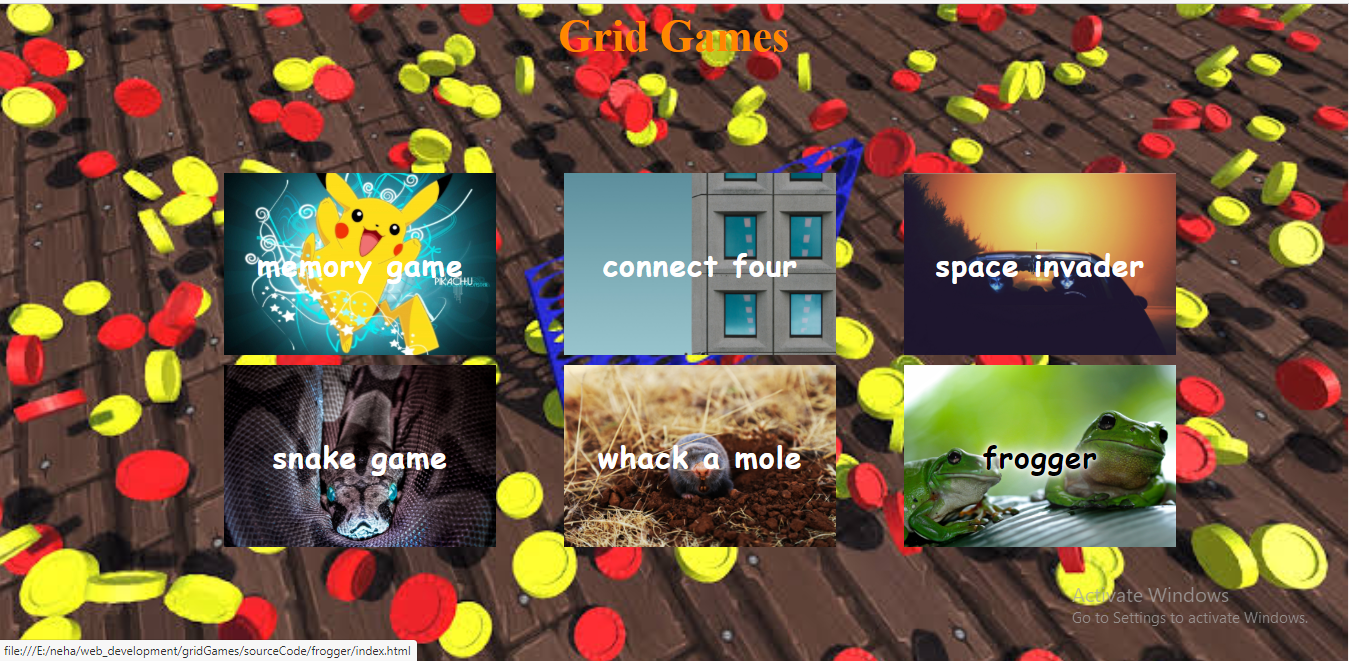 Grid Games
memory game
PIKACHU
connect four
space invader
snake game
whack a mole
frogger
Activate Windows
Go to Settings to activate Windows.
file:///E:/neha/web_development/gridGames/sourceCode/frogger/index.html